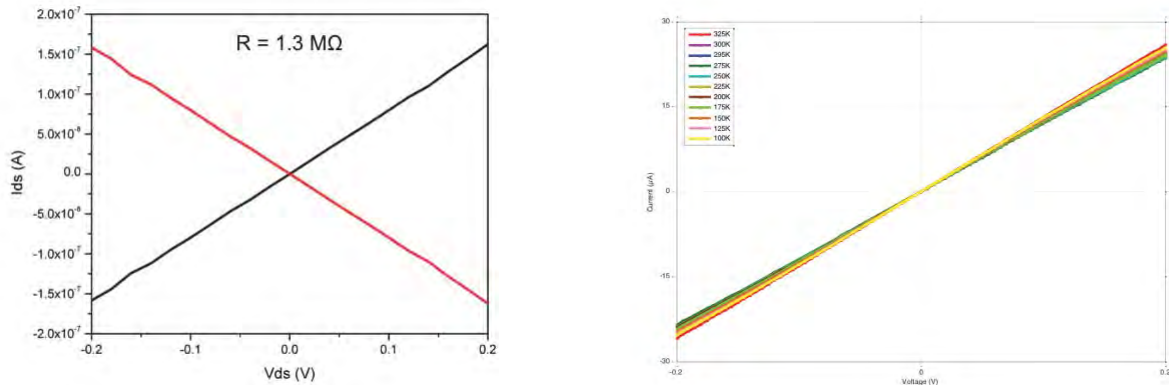 2.0x10⁻⁷
1.5x10⁻⁷
1.0x10⁻⁷
5.0x10⁻⁸
0.0
-5.0x10⁻⁸
-1.0x10⁻⁷
-1.5x10⁻⁷
-2.0x10⁻⁷
Ids (A)
R = 1.3 MΩ
-0.2 -0.1 0.0 0.1 0.2
Vds (V)
30
15
0
-15
-30
Current (µA)
325K
300K
295K
275K
250K
225K
200K
175K
150K
125K
100K
-0.2 0 0.2
Voltage (V)